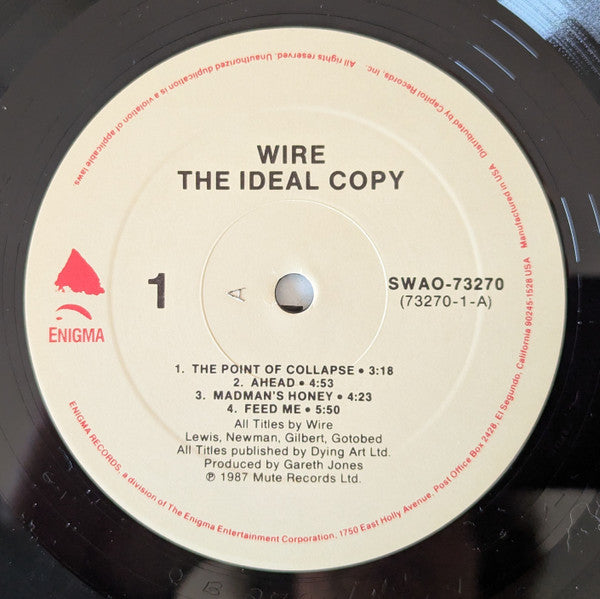 WIRE
THE IDEAL COPY
1
A
SWAO-73270
(73270-1-A)
ENIGMA
1. THE POINT OF COLLAPSE • 3:18
2. AHEAD • 4:53
3. MADMAN'S HONEY • 4:23
4. FEED ME • 5:50
All Titles by Wire
Lewis, Newman, Gilbert, Gotobed
All Titles published by Dying Art Ltd.
Produced by Gareth Jones
℗ 1987 Mute Records Ltd.
ENIGMA RECORDS, a division of The Enigma Entertainment Corporation, 1750 East Holly Avenue, Post Office Box 2428, El Segundo, California 90245-1528 USA Manufactured in USA
Distributed by Capitol Records, Inc. All rights reserved. Unauthorized duplication is a violation of applicable laws.